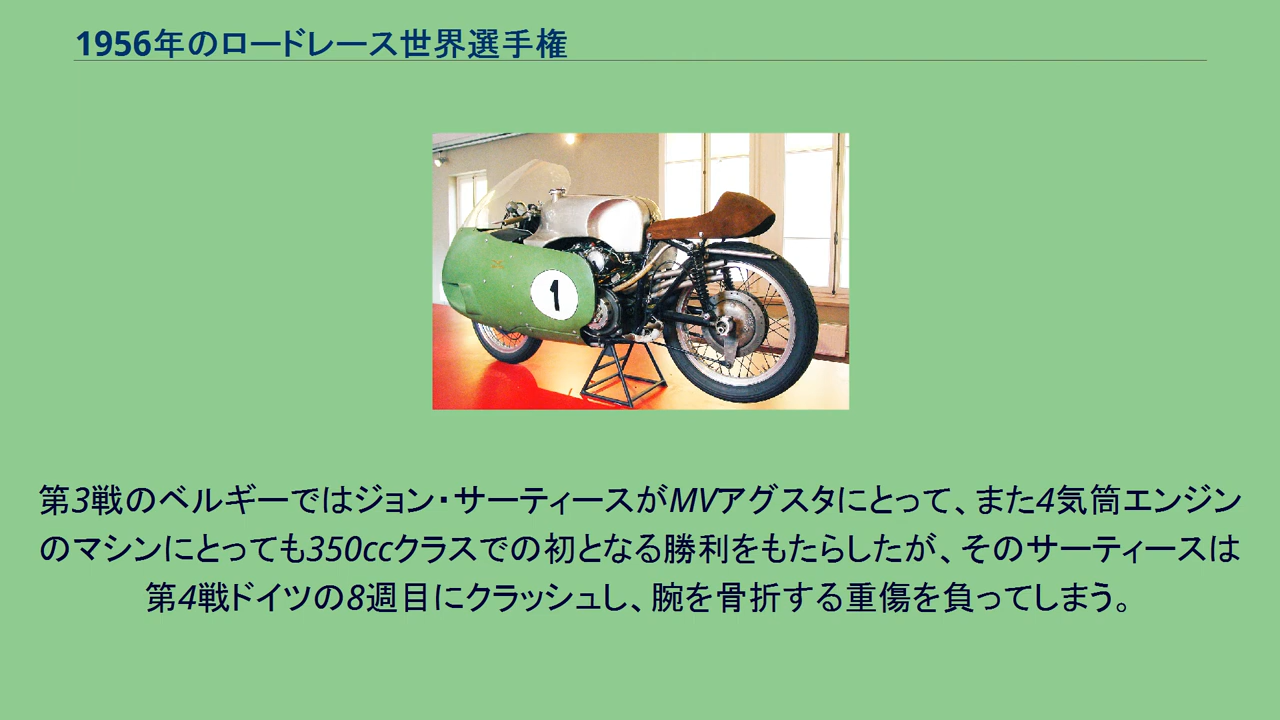 1956年のロードレース世界選手権
1
第3戦のベルギーではジョン・サーティースがMVアグスタにとって、また4気筒エンジン
のマシンにとっても350ccクラスでの初となる勝利をもたらしたが、そのサーティースは
第4戦ドイツの8週目にクラッシュし、腕を骨折する重傷を負ってしまう。